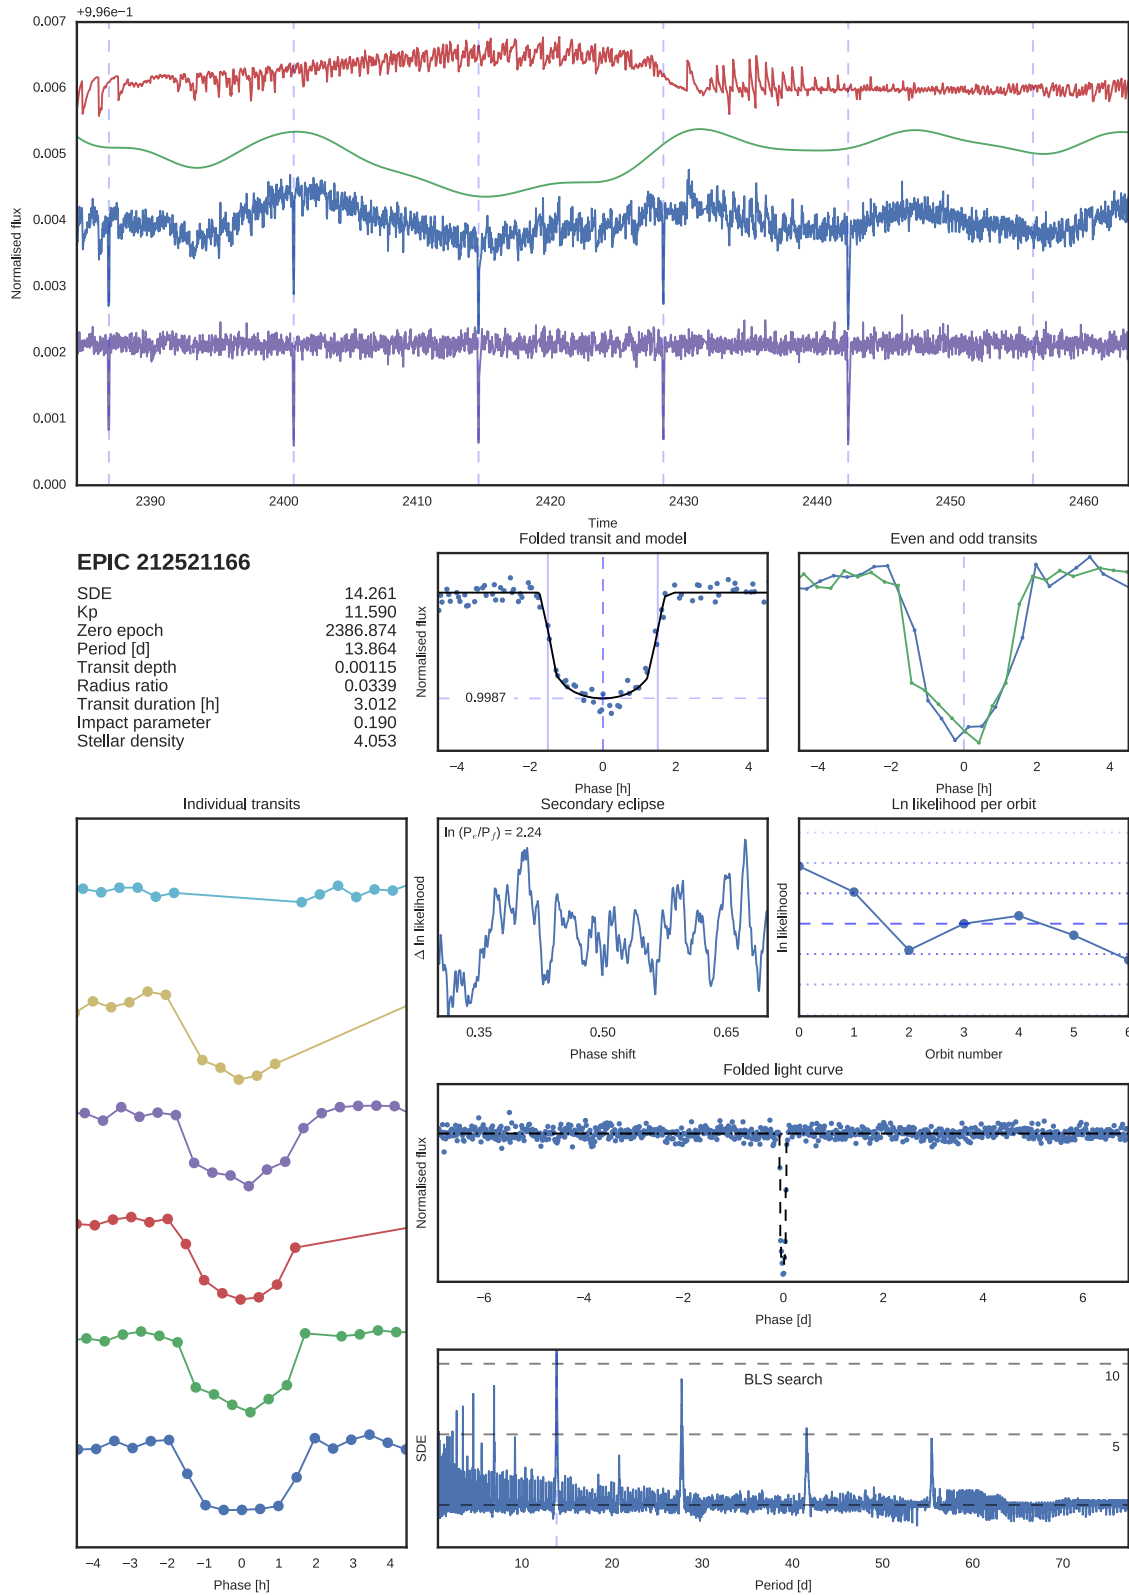 +9.96e−1
0.007
0.006
0.005
0.004
0.003
0.002
0.001
0.000
Normalised flux
2390 2400 2410 2420 2430 2440 2450 2460
Time
EPIC 212521166
SDE 14.261
Kp 11.590
Zero epoch 2386.874
Period [d] 13.864
Transit depth 0.00115
Radius ratio 0.0339
Transit duration [h] 3.012
Impact parameter 0.190
Stellar density 4.053
Folded transit and model
Normalised flux
0.9987
−4 −2 0 2 4
Phase [h]
Even and odd transits
−4 −2 0 2 4
Phase [h]
Individual transits
−4 −3 −2 −1 0 1 2 3 4
Phase [h]
Secondary eclipse
ln (P_e/P_f) = 2.24
Δ ln likelihood
0.35 0.50 0.65
Phase shift
Ln likelihood per orbit
ln likelihood
0 1 2 3 4 5 6
Orbit number
Folded light curve
Normalised flux
−6 −4 −2 0 2 4 6
Phase [d]
BLS search
10
5
SDE
10 20 30 40 50 60 70
Period [d]